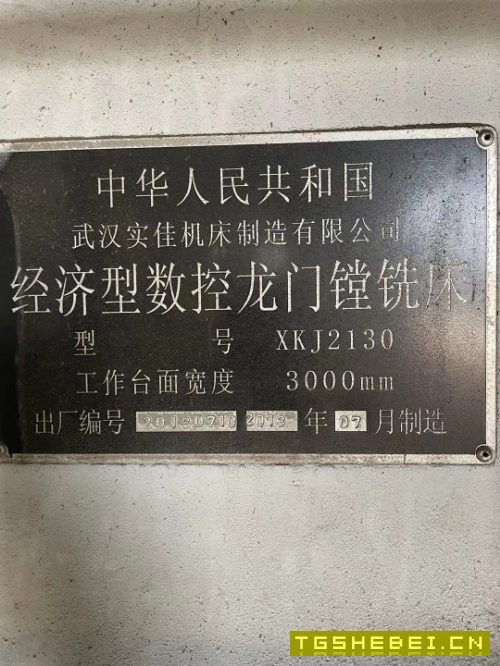 中华人民共和国
武汉实佳机床制造有限公司
经济型数控龙门镗铣床
型 号 XKJ2130
工作台面宽度 3000mm
出厂编号 20130710 2013 年 07 月制造
TGSHEBEI.CN